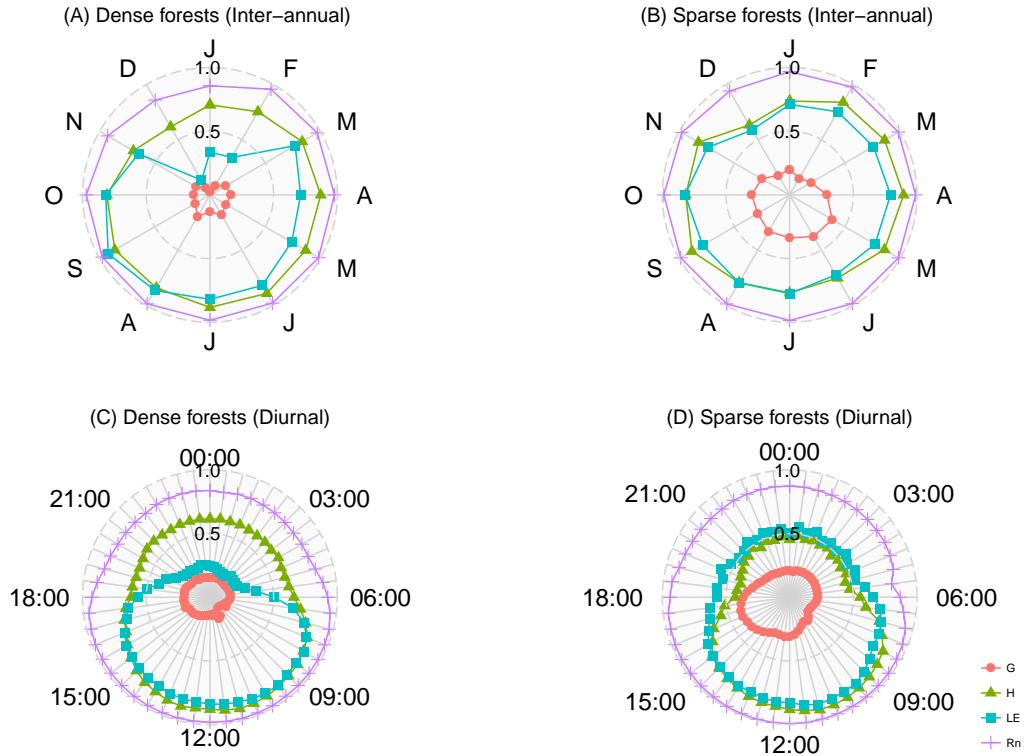 (A) Dense forests (Inter−annual)
J
F
M
A
M
J
J
A
S
O
N
D
1.0
0.5
(B) Sparse forests (Inter−annual)
J
F
M
A
M
J
J
A
S
O
N
D
1.0
0.5
(C) Dense forests (Diurnal)
00:00
03:00
06:00
09:00
12:00
15:00
18:00
21:00
1.0
0.5
(D) Sparse forests (Diurnal)
00:00
03:00
06:00
09:00
12:00
15:00
18:00
21:00
1.0
0.5
G
H
LE
Rn